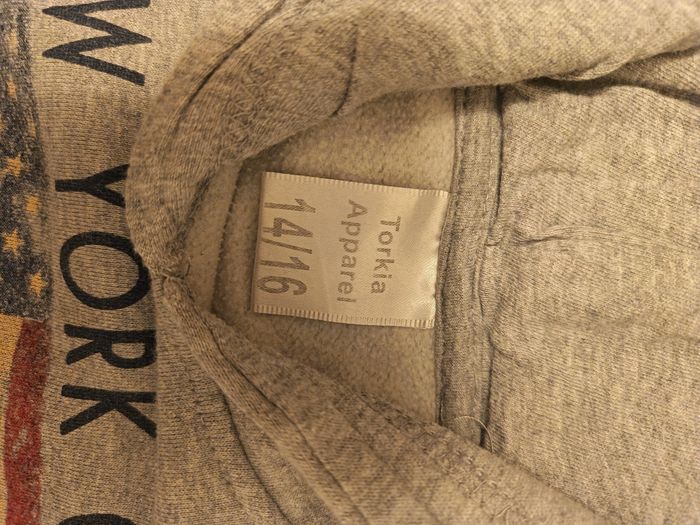 W YORK
Torkia
Apparel
14/16